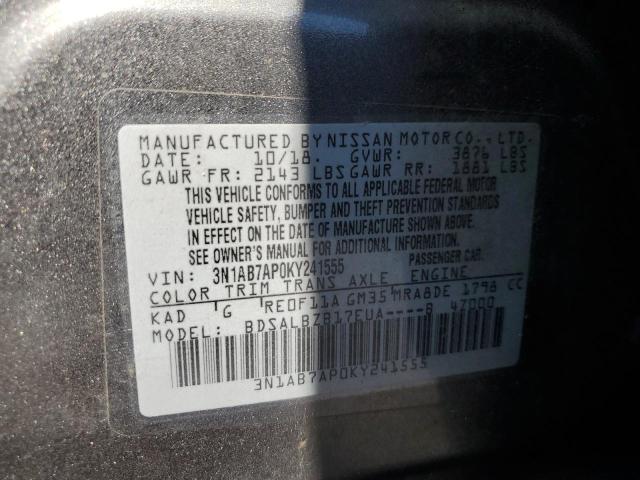 MANUFACTURED BY NISSAN MOTOR CO., LTD.
DATE: 10/18. GVWR: 3876 LBS
GAWR FR: 2143 LBS GAWR RR: 1881 LBS
THIS VEHICLE CONFORMS TO ALL APPLICABLE FEDERAL MOTOR
VEHICLE SAFETY, BUMPER AND THEFT PREVENTION STANDARDS
IN EFFECT ON THE DATE OF MANUFACTURE SHOWN ABOVE.
SEE OWNER'S MANUAL FOR ADDITIONAL INFORMATION.
VIN: 3N1AB7AP0KY241555 PASSENGER CAR.
COLOR TRIM TRANS AXLE ENGINE
KAD G RE0F11A GM35 MRA8DE 1798 CC
MODEL: BDSALBZB17EUA----B 47000
3N1AB7AP0KY241555